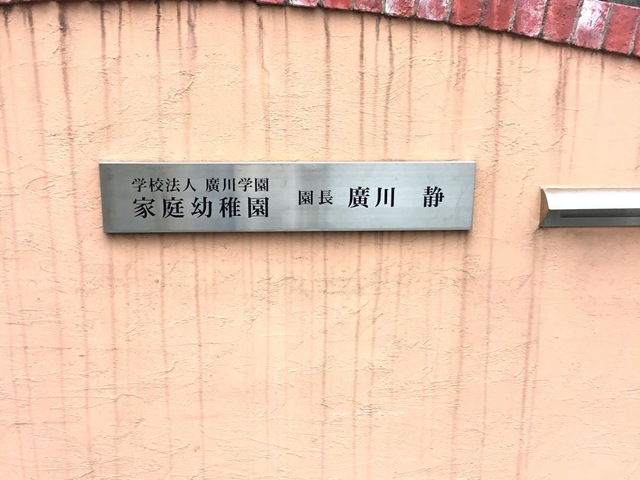 学校法人 廣川学園
家庭幼稚園
園長 廣川 静